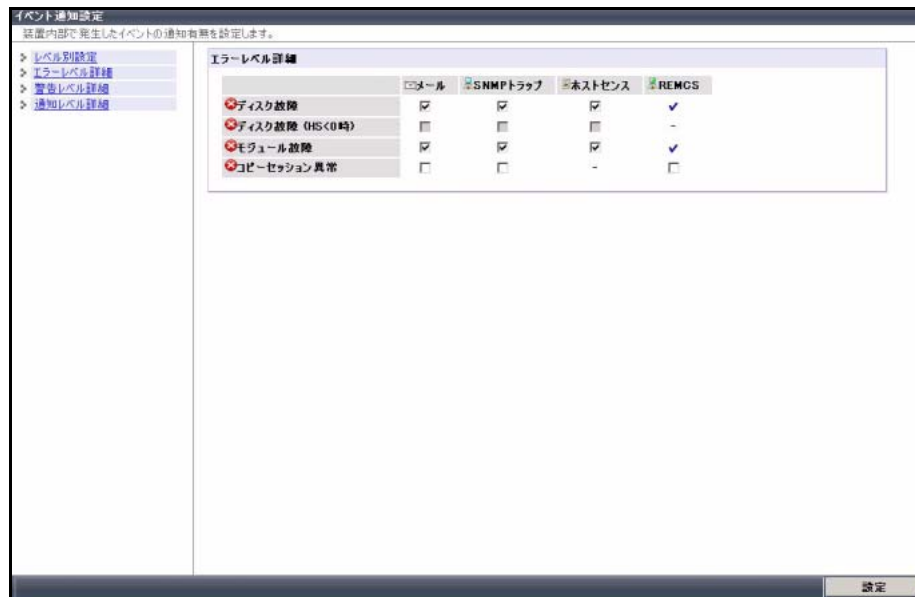 イベント通知設定
装置内部で発生したイベントの通知有無を設定します。
レベル別設定
エラーレベル詳細
警告レベル詳細
通知レベル詳細
エラーレベル詳細
メール SNMPトラップ ホストセンス REMCS
ディスク故障
ディスク故障 (HS<0時) -
モジュール故障
コピーセッション異常 -
設定